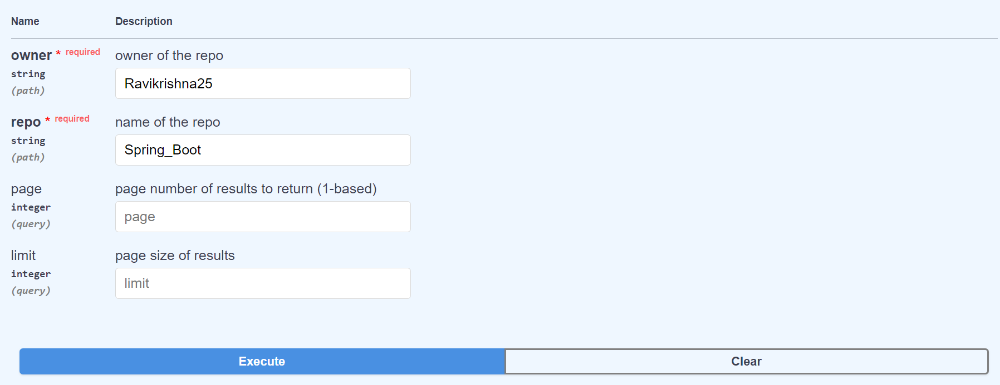 Name Description
owner * required owner of the repo
string
Ravikrishna25
(path)
repo * required name of the repo
string
Spring_Boot
(path)
page page number of results to return (1-based)
integer
page
(query)
limit page size of results
integer
limit
(query)
Execute Clear